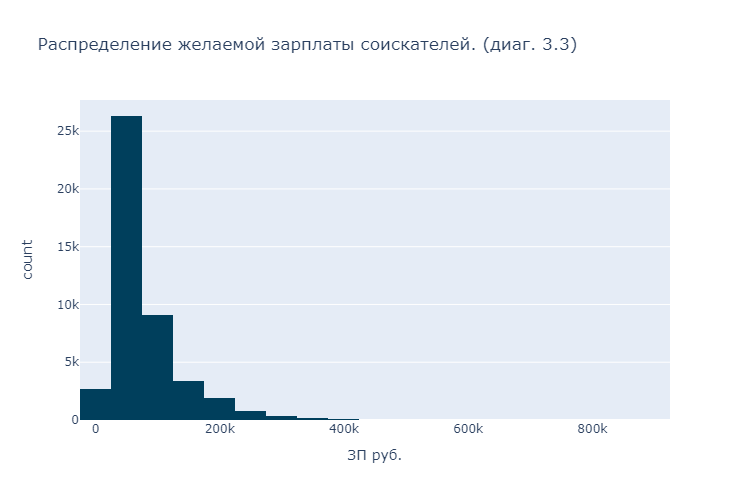 Распределение желаемой зарплаты соискателей. (диаг. 3.3)
25k
20k
15k
10k
5k
0
count
0 200k 400k 600k 800k
ЗП руб.